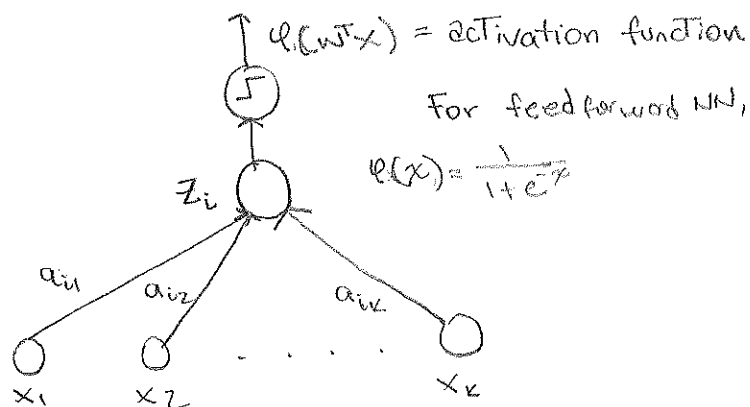 φ(wᵀx) = activation function
For feedforward NN,
φ(x) = 1 / (1 + e^-x)
Z_i
a_i1
a_i2
a_ik
. . . .
x_1
x_2
x_k